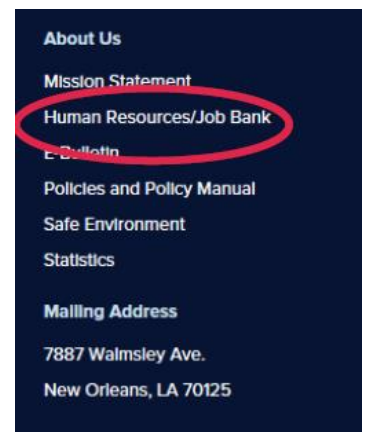 About Us
Mission Statement
Human Resources/Job Bank
E-Bulletin
Policies and Policy Manual
Safe Environment
Statistics
Mailing Address
7887 Walmsley Ave.
New Orleans, LA 70125